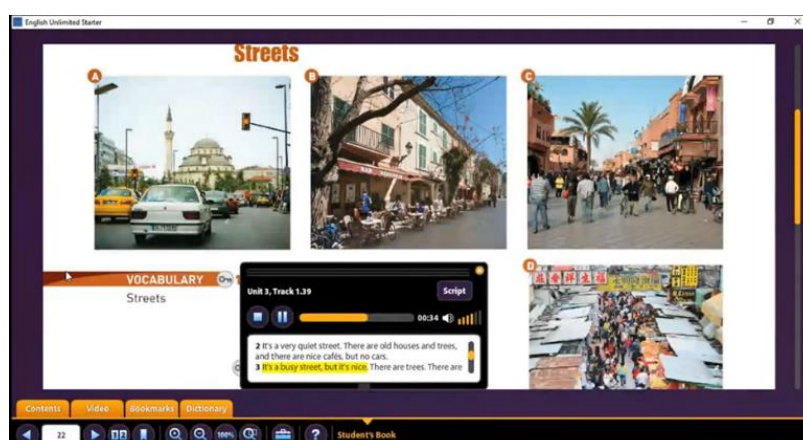 English Unlimited Starter
Streets
A
B
C
VOCABULARY
Streets
Unit 3, Track 1.39
Script
00:34
2 It's a very quiet street. There are old houses and trees,
and there are nice cafés, but no cars.
3 It's a busy street, but it's nice. There are trees. There are
D
Contents Video Bookmarks Dictionary
22
100%
?
Student's Book